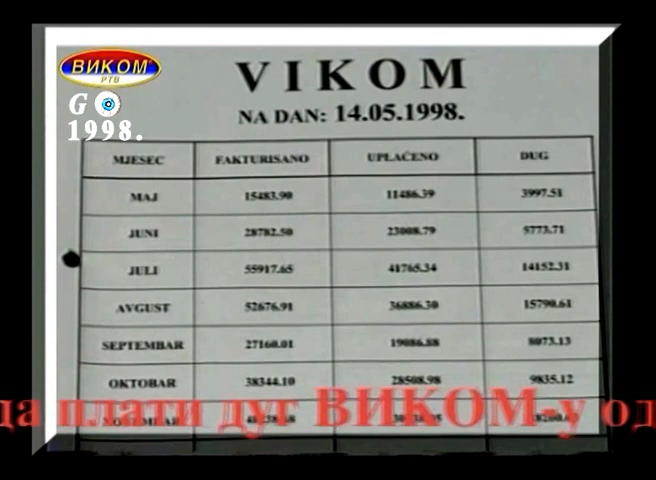 ВИКОМ
РТВ
GO
1998.
VIKOM
NA DAN: 14.05.1998.
MJESEC FAKTURISANO UPLAĆENO DUG
MAJ 15483.90 11486.39 3997.51
JUNI 28782.50 23008.79 5773.71
JULI 55917.65 41765.34 14152.31
AVGUST 52676.91 36886.30 15790.61
SEPTEMBAR 27160.01 19086.88 8073.13
OKTOBAR 38344.10 28508.98 9835.12
да плати дуг ВИКОМ-у од